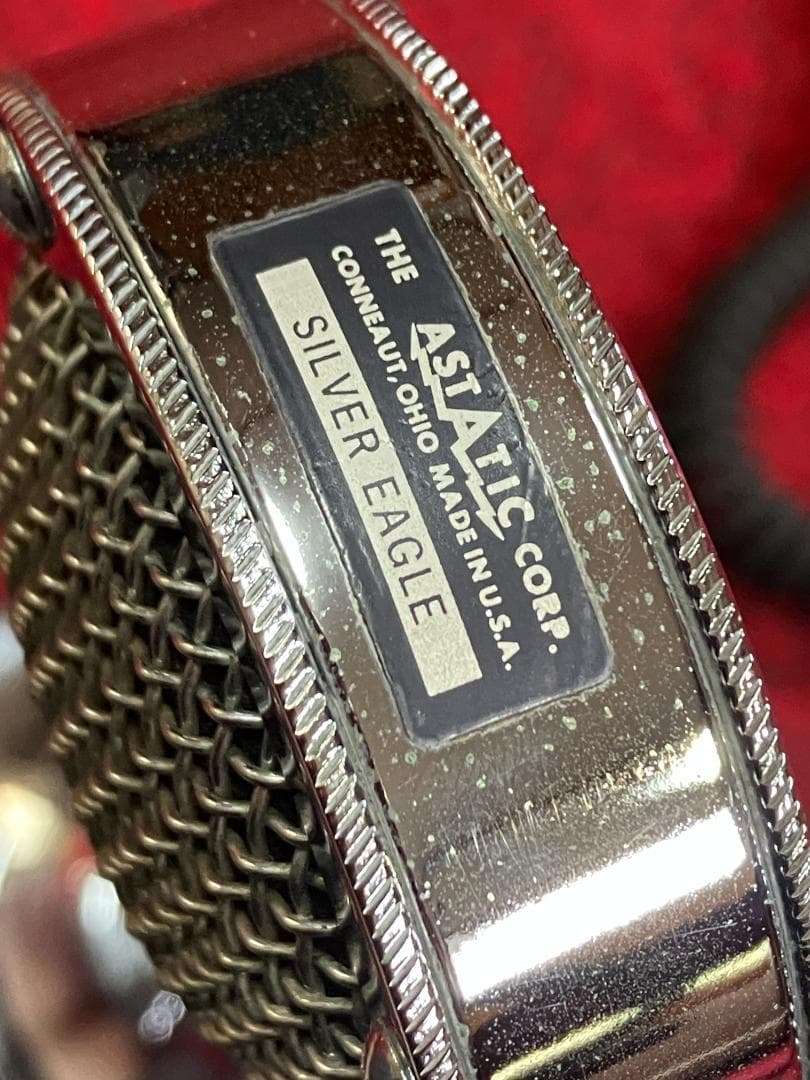 THE ASTATIC CORP.
CONNEAUT, OHIO MADE IN U.S.A.
SILVER EAGLE